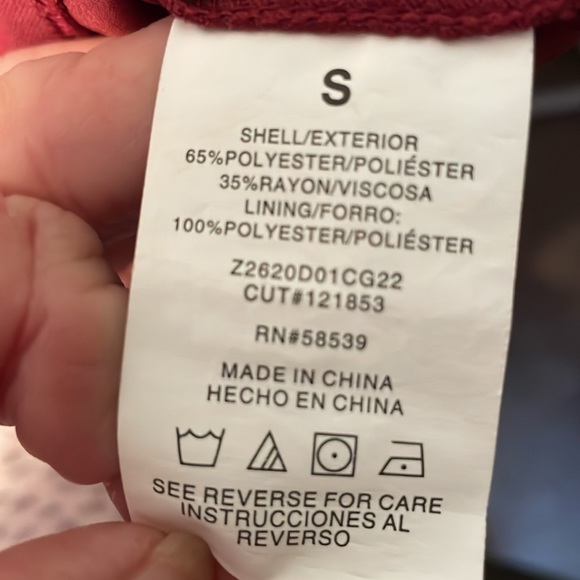 S
SHELL/EXTERIOR
65%POLYESTER/POLIÉSTER
35%RAYON/VISCOSA
LINING/FORRO:
100%POLYESTER/POLIÉSTER
Z2620D01CG22
CUT#121853
RN#58539
MADE IN CHINA
HECHO EN CHINA
SEE REVERSE FOR CARE
INSTRUCCIONES AL
REVERSO